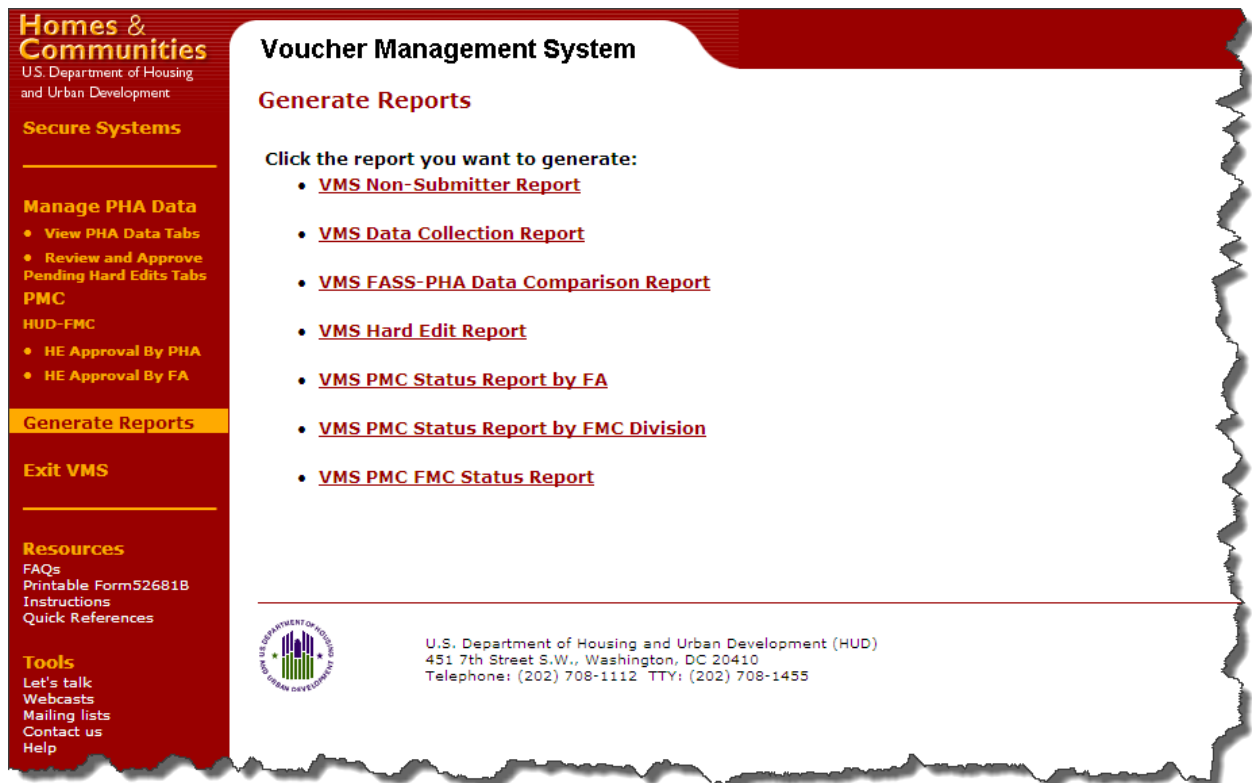 Homes &
Communities
U.S. Department of Housing
and Urban Development
Secure Systems
Manage PHA Data
• View PHA Data Tabs
• Review and Approve
Pending Hard Edits Tabs
PMC
HUD-FMC
• HE Approval By PHA
• HE Approval By FA
Generate Reports
Exit VMS
Resources
FAQs
Printable Form52681B
Instructions
Quick References
Tools
Let's talk
Webcasts
Mailing lists
Contact us
Help
Voucher Management System
Generate Reports
Click the report you want to generate:
• VMS Non-Submitter Report
• VMS Data Collection Report
• VMS FASS-PHA Data Comparison Report
• VMS Hard Edit Report
• VMS PMC Status Report by FA
• VMS PMC Status Report by FMC Division
• VMS PMC FMC Status Report
U.S. DEPARTMENT OF HOUSING AND URBAN DEVELOPMENT
U.S. Department of Housing and Urban Development (HUD)
451 7th Street S.W., Washington, DC 20410
Telephone: (202) 708-1112 TTY: (202) 708-1455